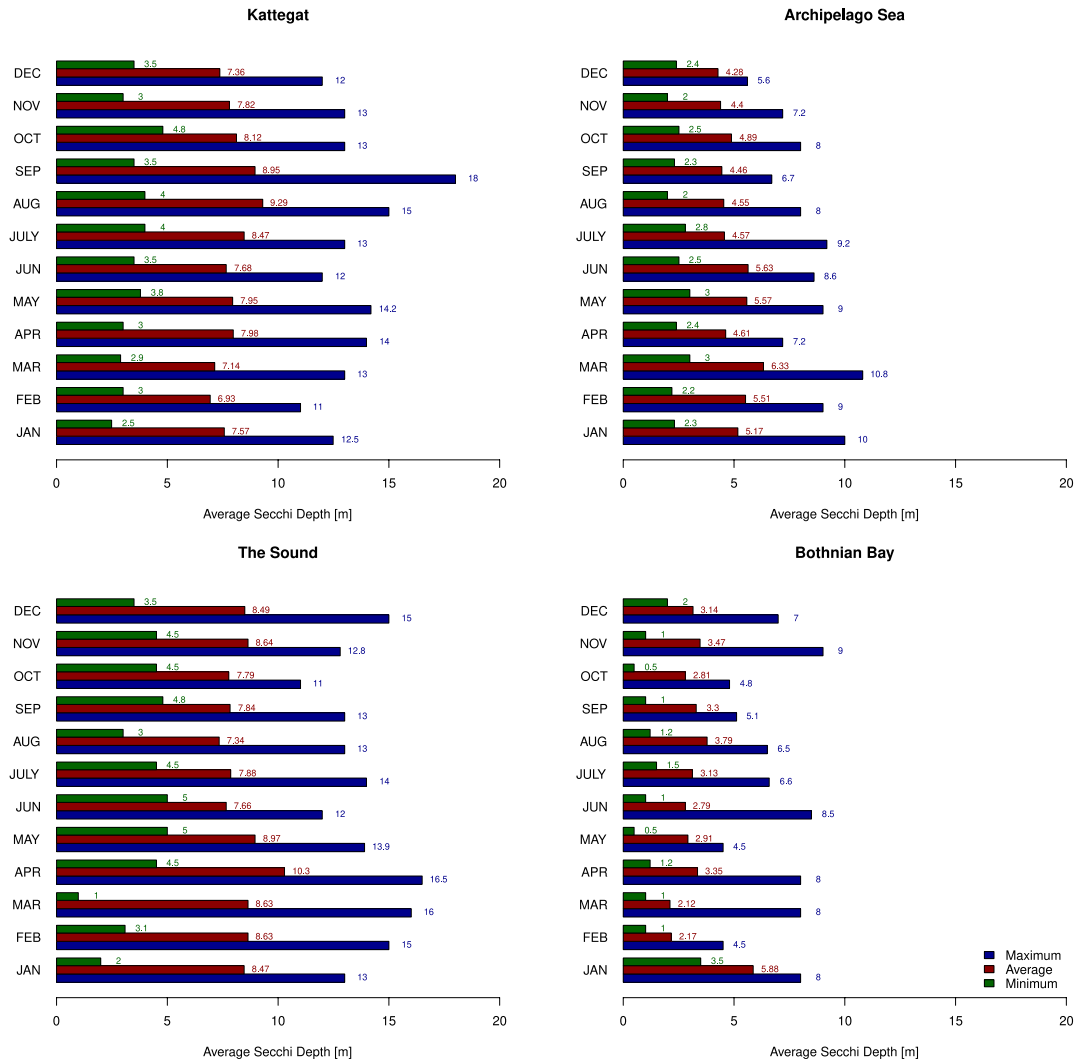 Kattegat
DEC 3.5 7.36 12
NOV 3 7.82 13
OCT 4.8 8.12 13
SEP 3.5 8.95 18
AUG 4 9.29 15
JULY 4 8.47 13
JUN 3.5 7.68 12
MAY 3.8 7.95 14.2
APR 3 7.98 14
MAR 2.9 7.14 13
FEB 3 6.93 11
JAN 2.5 7.57 12.5
0 5 10 15 20
Average Secchi Depth [m]
Archipelago Sea
DEC 2.4 4.28 5.6
NOV 2 4.4 7.2
OCT 2.5 4.89 8
SEP 2.3 4.46 6.7
AUG 2 4.55 8
JULY 2.8 4.57 9.2
JUN 2.5 5.63 8.6
MAY 3 5.57 9
APR 2.4 4.61 7.2
MAR 3 6.33 10.8
FEB 2.2 5.51 9
JAN 2.3 5.17 10
0 5 10 15 20
Average Secchi Depth [m]
The Sound
DEC 3.5 8.49 15
NOV 4.5 8.64 12.8
OCT 4.5 7.79 11
SEP 4.8 7.84 13
AUG 3 7.34 13
JULY 4.5 7.88 14
JUN 5 7.66 12
MAY 5 8.97 13.9
APR 4.5 10.3 16.5
MAR 1 8.63 16
FEB 3.1 8.63 15
JAN 2 8.47 13
0 5 10 15 20
Average Secchi Depth [m]
Bothnian Bay
DEC 2 3.14 7
NOV 1 3.47 9
OCT 0.5 2.81 4.8
SEP 1 3.3 5.1
AUG 1.2 3.79 6.5
JULY 1.5 3.13 6.6
JUN 1 2.79 8.5
MAY 0.5 2.91 4.5
APR 1.2 3.35 8
MAR 1 2.12 8
FEB 1 2.17 4.5
JAN 3.5 5.88 8
Maximum
Average
Minimum
0 5 10 15 20
Average Secchi Depth [m]